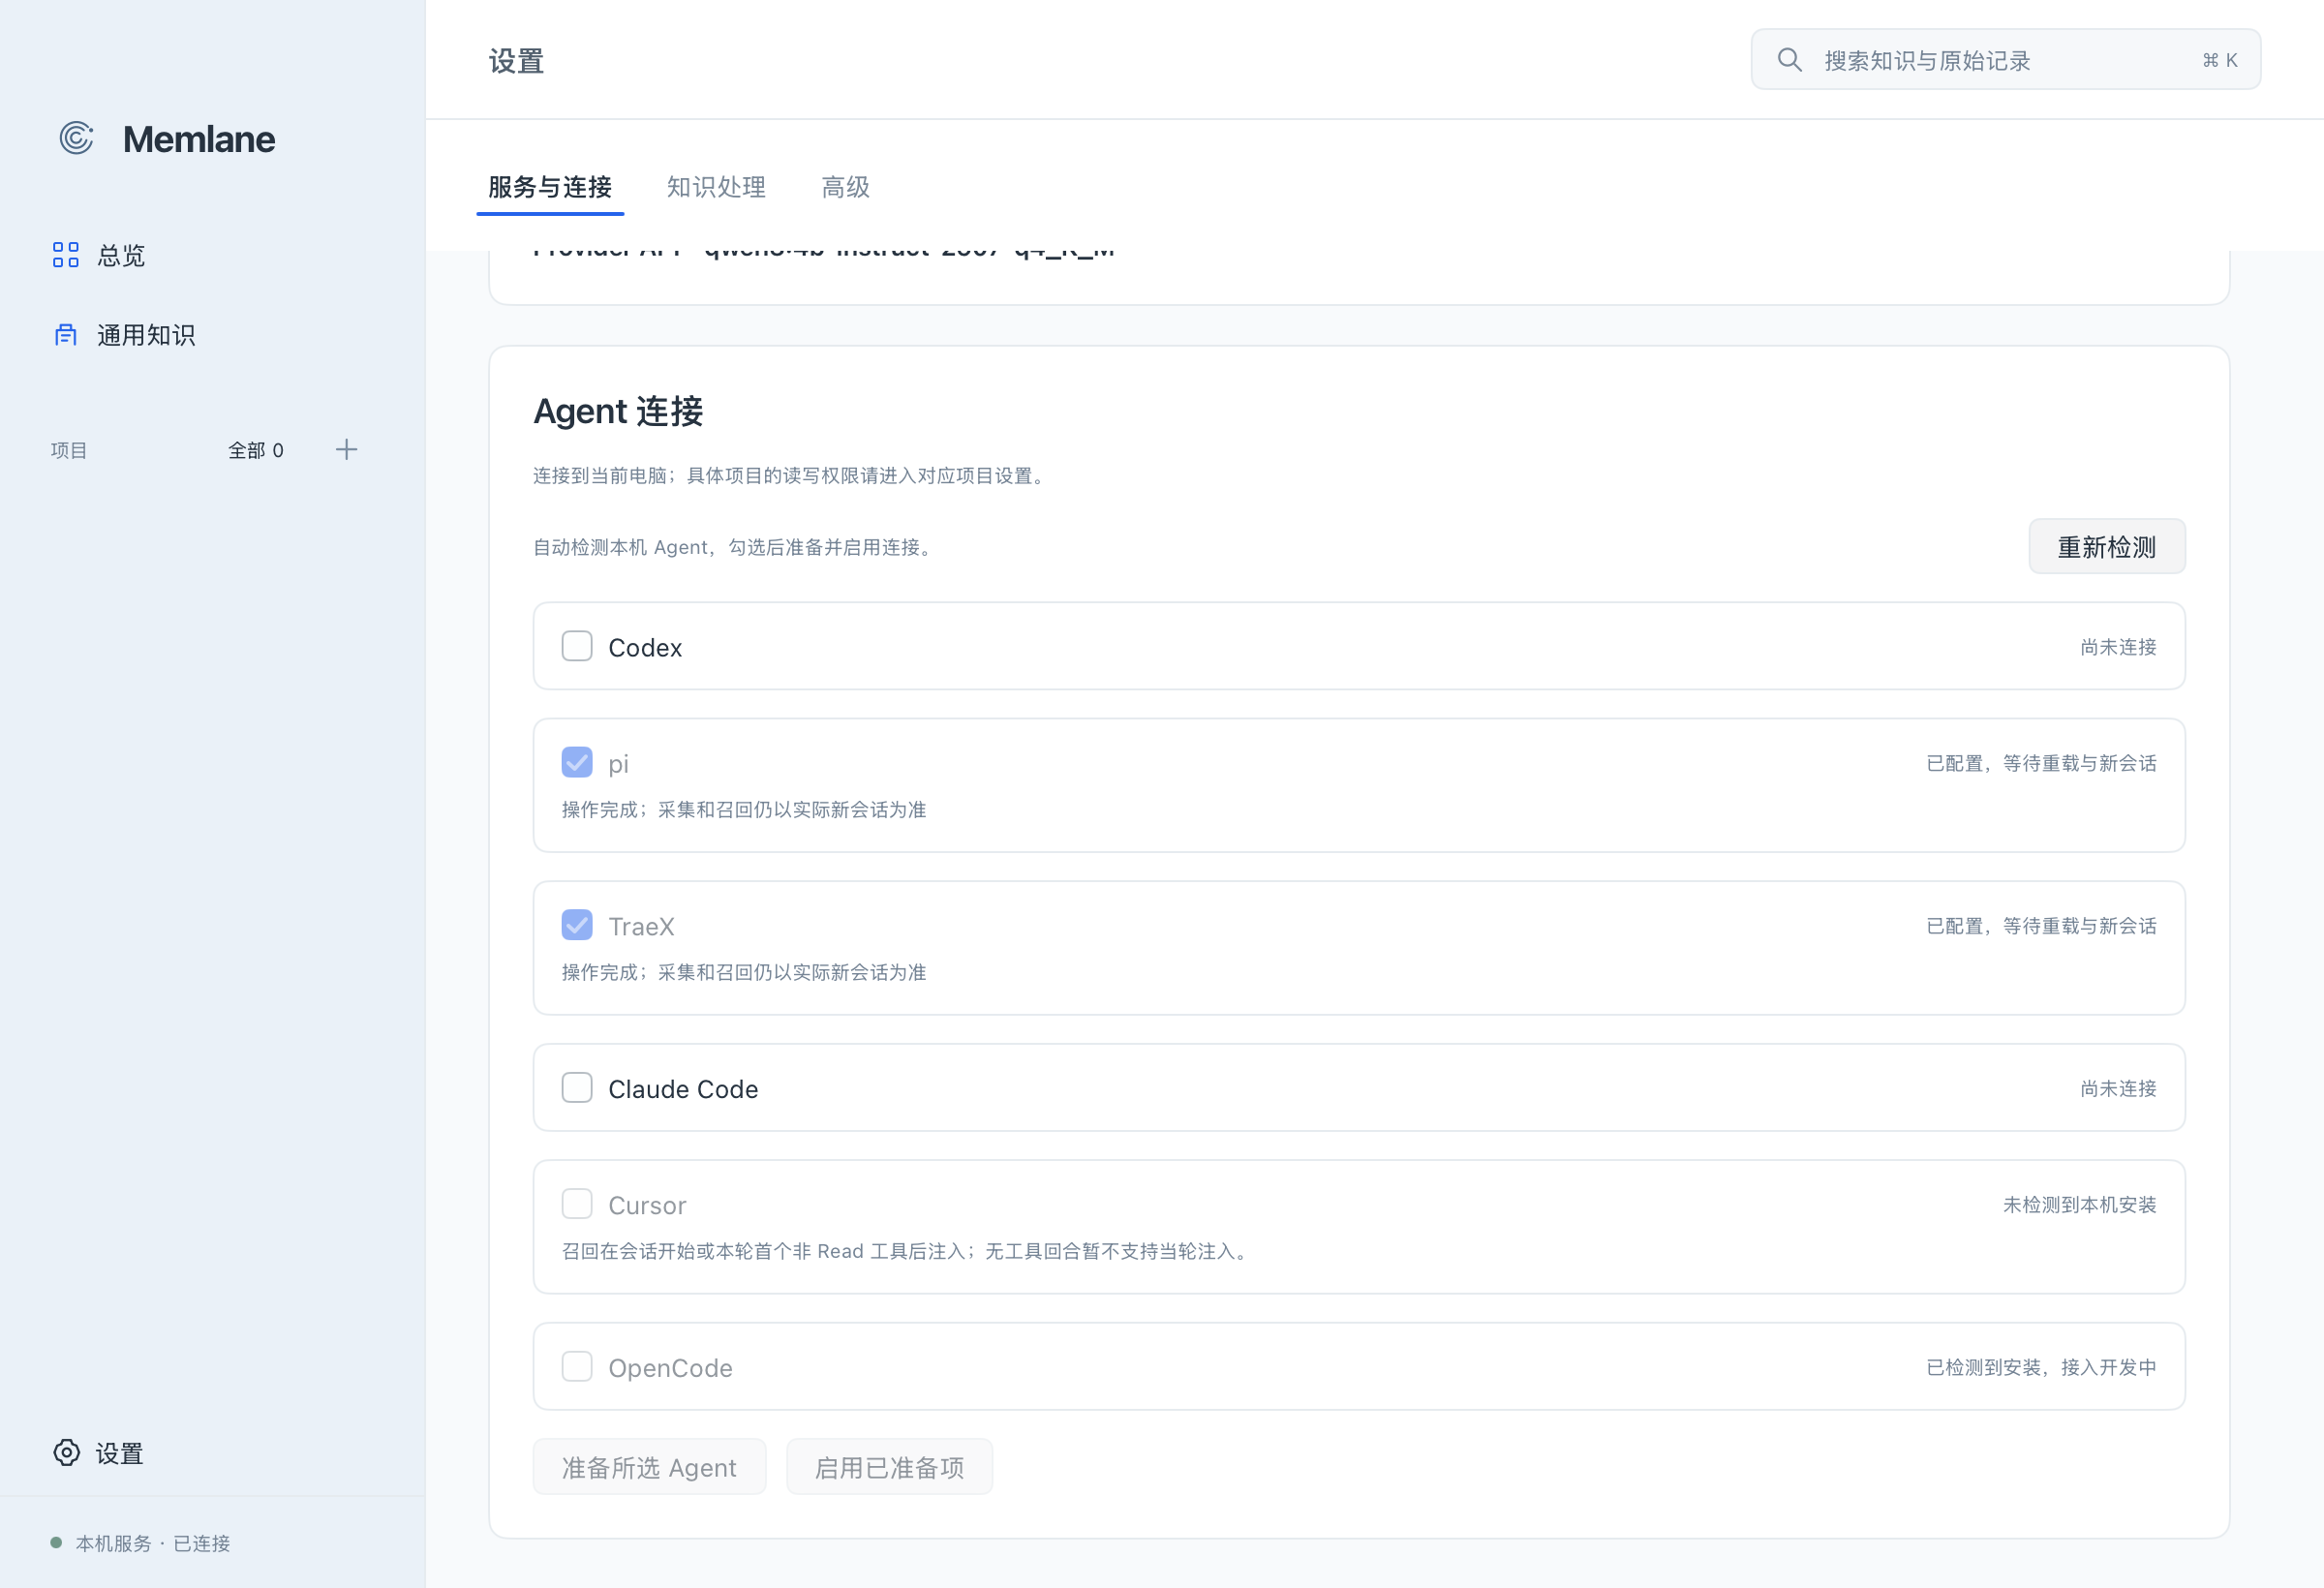 Memlane
总览
通用知识
项目
全部 0
设置
本机服务 · 已连接
设置
搜索知识与原始记录
⌘ K
服务与连接
知识处理
高级
Agent 连接
连接到当前电脑；具体项目的读写权限请进入对应项目设置。
自动检测本机 Agent，勾选后准备并启用连接。
重新检测
Codex
尚未连接
pi
已配置，等待重载与新会话
操作完成；采集和召回仍以实际新会话为准
TraeX
已配置，等待重载与新会话
操作完成；采集和召回仍以实际新会话为准
Claude Code
尚未连接
Cursor
未检测到本机安装
召回在会话开始或本轮首个非 Read 工具后注入；无工具回合暂不支持当轮注入。
OpenCode
已检测到安装，接入开发中
准备所选 Agent
启用已准备项